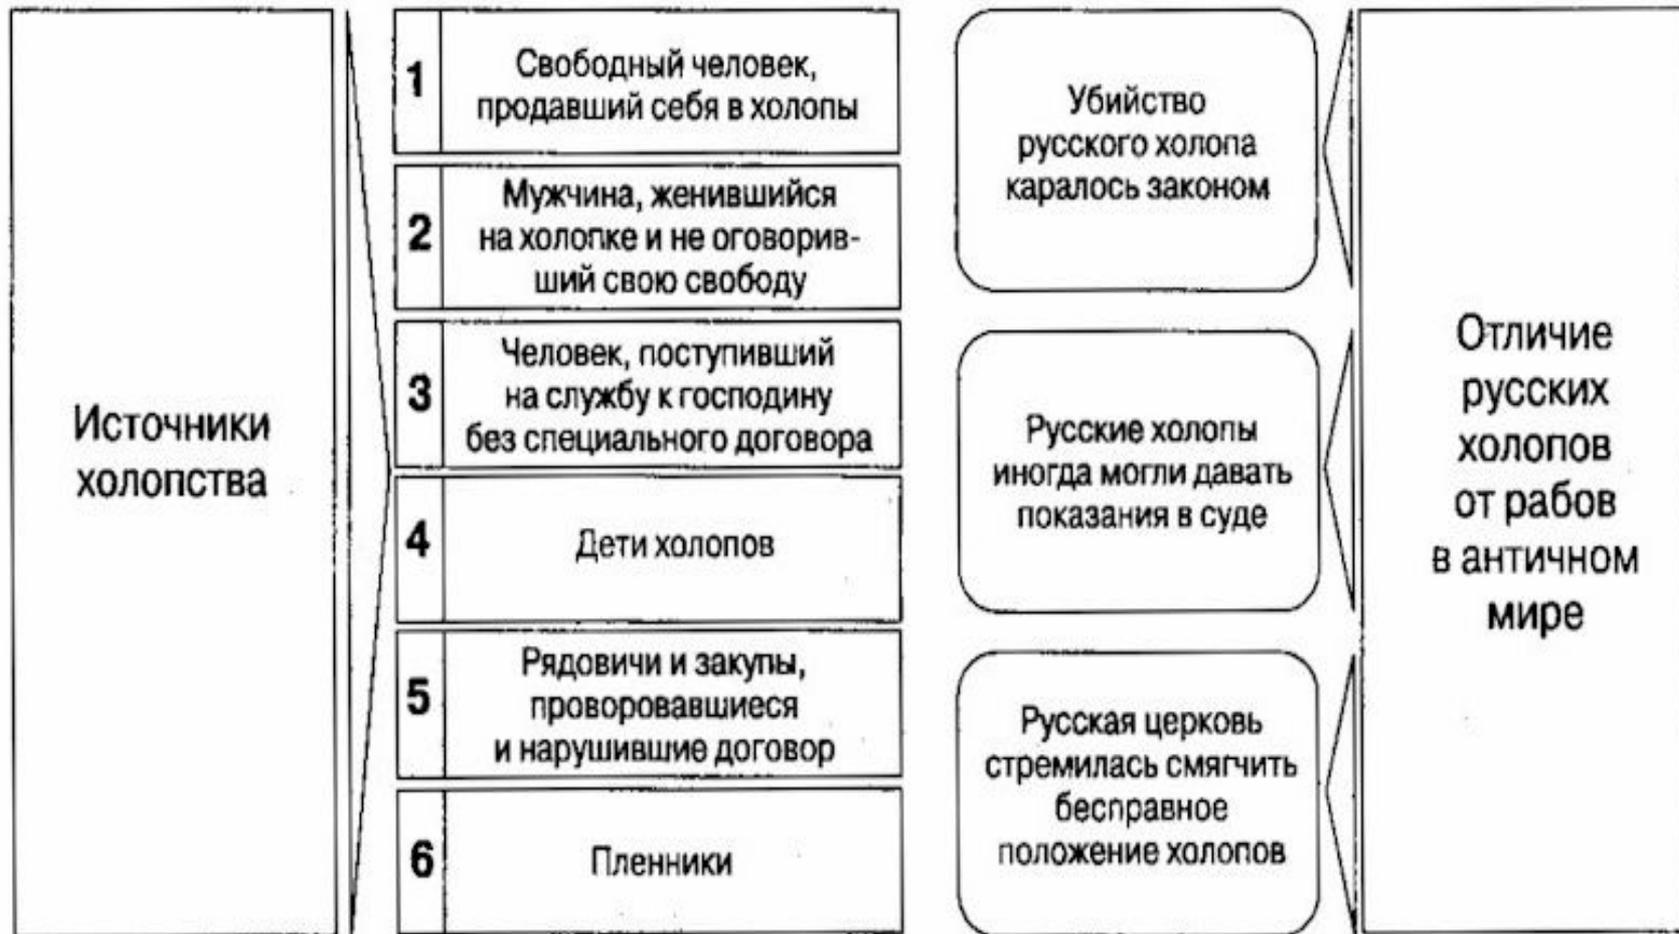 Источники
холопства
1
Свободный человек,
продавший себя в холопы
2
Мужчина, женившийся
на холопке и не оговорив-
ший свою свободу
3
Человек, поступивший
на службу к господину
без специального договора
4
Дети холопов
5
Рядовичи и закупы,
проворовавшиеся
и нарушившие договор
6
Пленники
Убийство
русского холопа
каралось законом
Русские холопы
иногда могли давать
показания в суде
Русская церковь
стремилась смягчить
бесправное
положение холопов
Отличие
русских
холопов
от рабов
в античном
мире